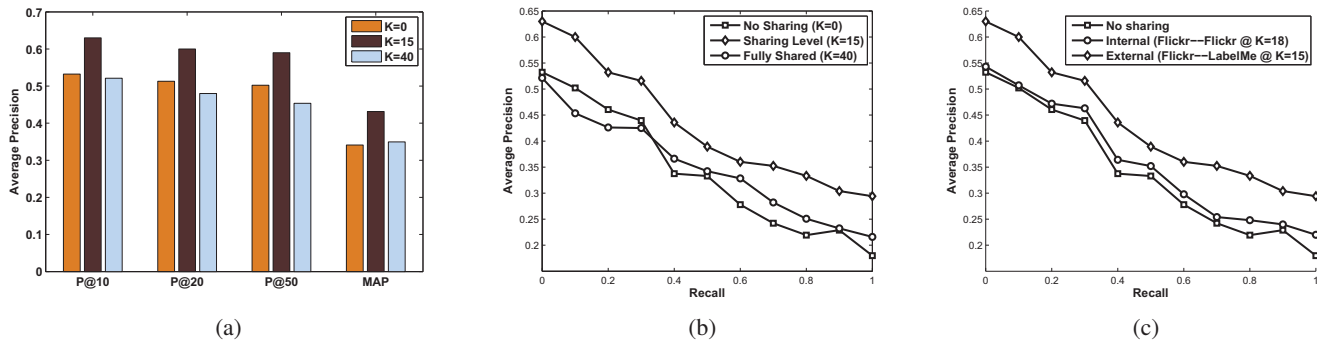 Average Precision
0.7
0.6
0.5
0.4
0.3
0.2
0.1
0
K=0
K=15
K=40
P@10 P@20 P@50 MAP
(a)
Average Precision
0.65
0.6
0.55
0.5
0.45
0.4
0.35
0.3
0.25
0.2
No Sharing (K=0)
Sharing Level (K=15)
Fully Shared (K=40)
0 0.2 0.4 0.6 0.8 1
Recall
(b)
Average Precision
0.65
0.6
0.55
0.5
0.45
0.4
0.35
0.3
0.25
0.2
No sharing
Internal (Flickr−−Flickr @ K=18)
External (Flickr−−LabelMe @ K=15)
0 0.2 0.4 0.6 0.8 1
Recall
(c)